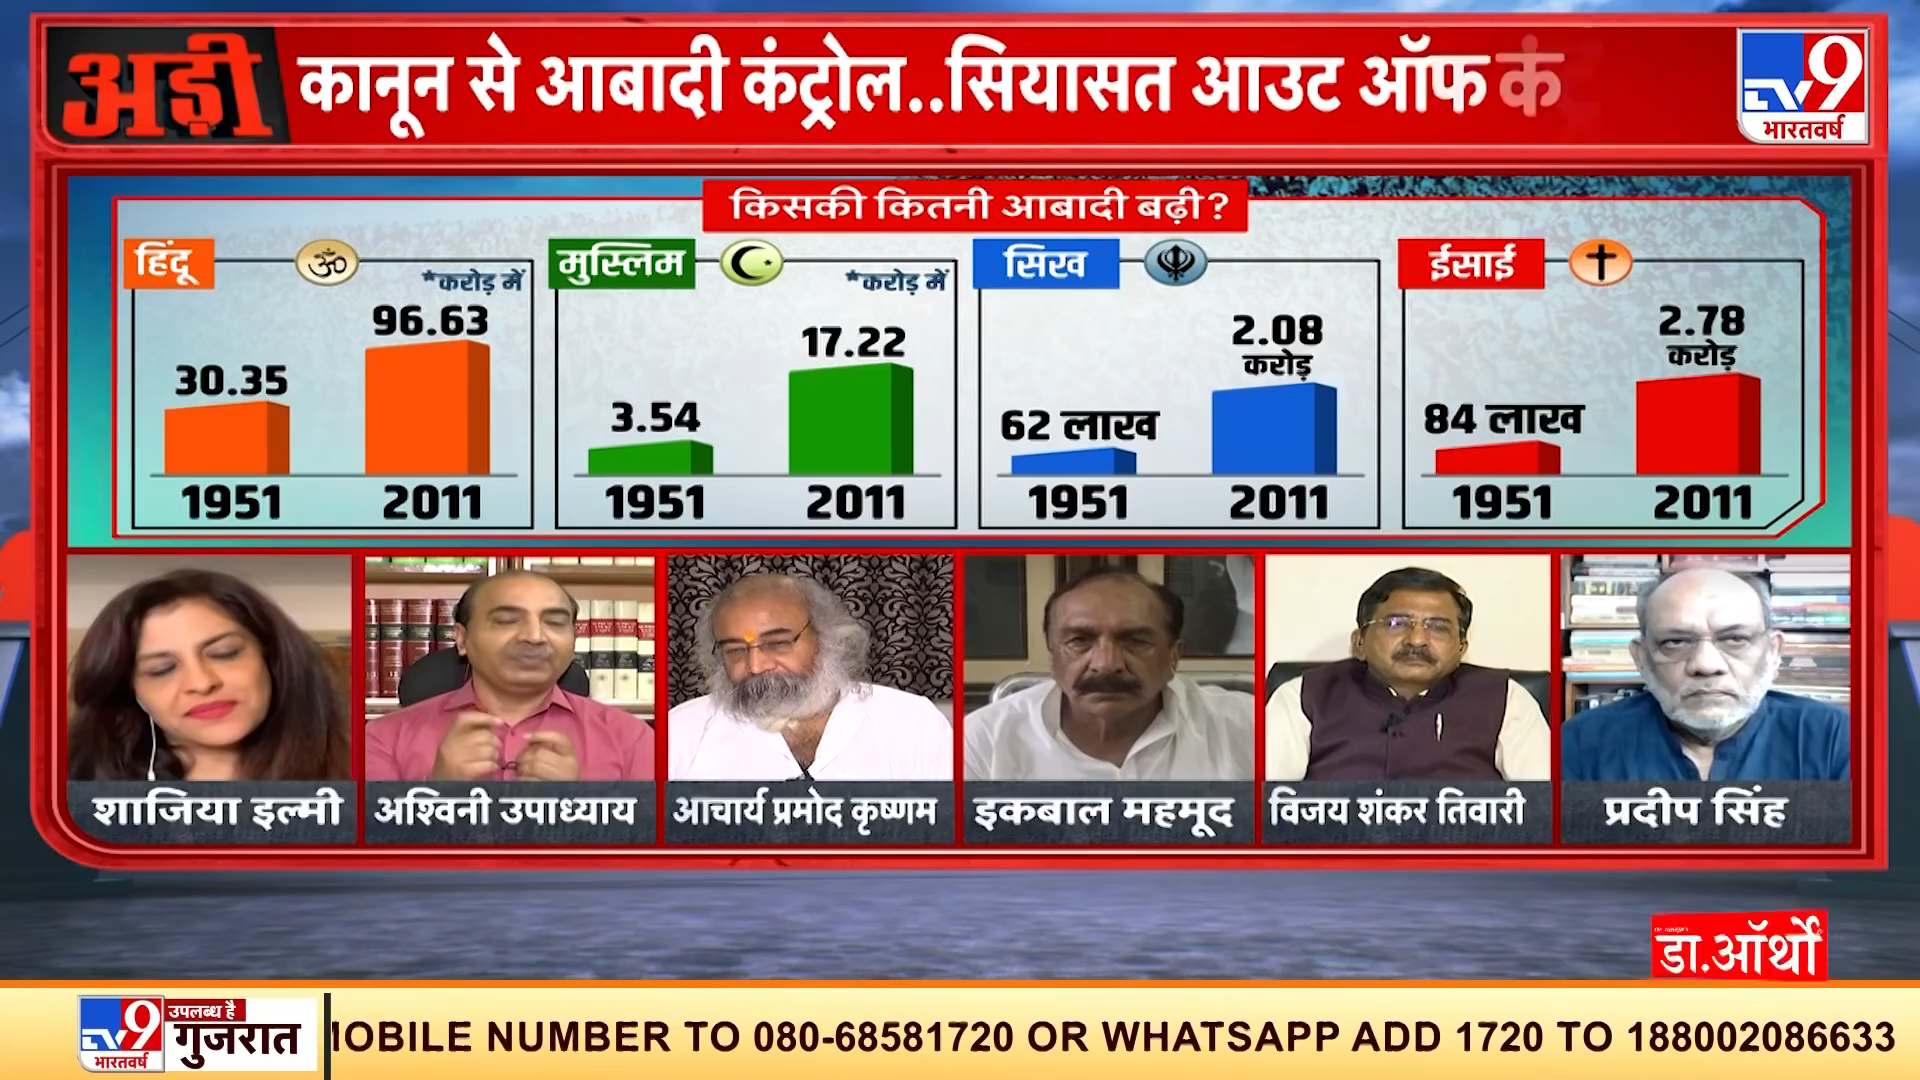 अड़ी
कानून से आबादी कंट्रोल..सियासत आउट ऑफ कं
TV9
भारतवर्ष
किसकी कितनी आबादी बढ़ी?
हिंदू
*करोड़ में
30.35
96.63
1951 2011
मुस्लिम
*करोड़ में
3.54
17.22
1951 2011
सिख
62 लाख
2.08
करोड़
1951 2011
ईसाई
84 लाख
2.78
करोड़
1951 2011
शाजिया इल्मी
अश्विनी उपाध्याय
आचार्य प्रमोद कृष्णम
इकबाल महमूद
विजय शंकर तिवारी
प्रदीप सिंह
डा.ऑर्थो
TV9
भारतवर्ष
उपलब्ध है
गुजरात
MOBILE NUMBER TO 080-68581720 OR WHATSAPP ADD 1720 TO 188002086633